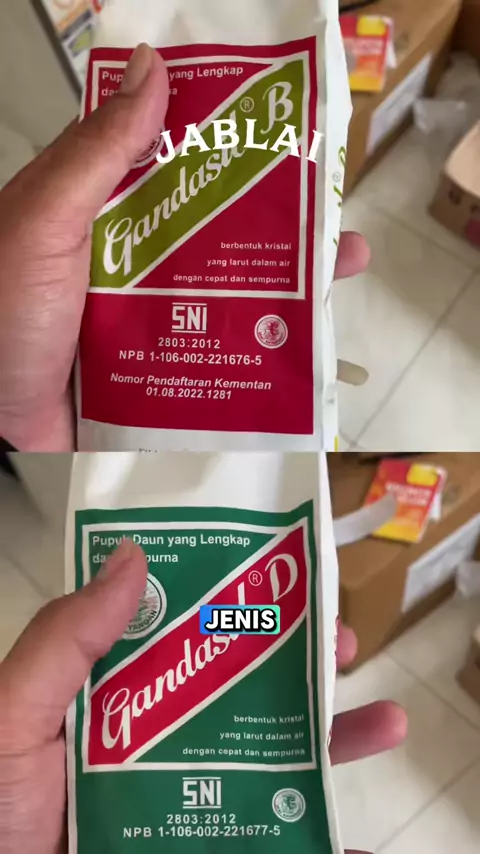 Pupuk Daun yang Lengkap
JABLAI
Gandasil® B
berbentuk kristal
yang larut dalam air
dengan cepat dan sempurna
SNI
2803:2012
NPB 1-106-002-221676-5
Nomor Pendaftaran Kementan
01.08.2022.1281
Pupuk Daun yang Lengkap
JENIS
Gandasil® D
berbentuk kristal
yang larut dalam air
dengan cepat dan sempurna
SNI
2803:2012
NPB 1-106-002-221677-5